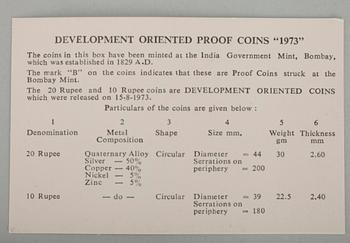 DEVELOPMENT ORIENTED PROOF COINS "1973"
The coins in this box have been minted at the India Government Mint, Bombay,
which was established in 1829 A.D.
The mark "B" on the coins indicates that these are Proof Coins struck at the
Bombay Mint.
The 20 Rupee and 10 Rupee coins are DEVELOPMENT ORIENTED COINS
which were released on 15-8-1973.
Particulars of the coins are given below :
1 2 3 4 5 6
Denomination Metal Shape Size mm. Weight Thickness
Composition gm mm
20 Rupee Quaternary Alloy Circular Diameter = 44 30 2.60
Silver — 50% Serrations on
Copper — 40% periphery = 200
Nickel — 5%
Zinc — 5%
10 Rupee — do — Circular Diameter = 39 22.5 2.40
Serrations on
periphery = 180